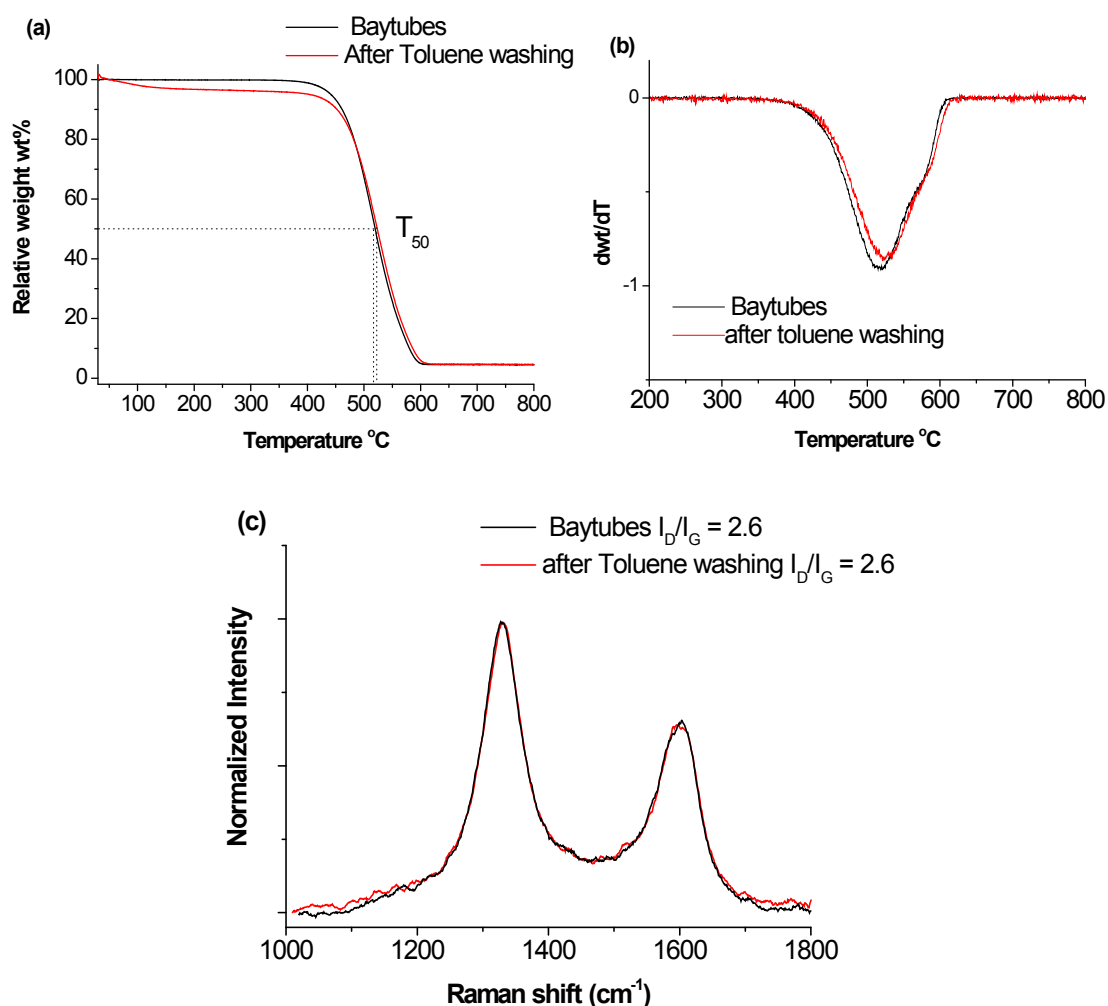 (a)
Baytubes
After Toluene washing
Relative weight wt%
100
80
60
40
20
0
T50
100 200 300 400 500 600 700 800
Temperature oC
(b)
0
-1
dwt/dT
Baytubes
after toluene washing
200 300 400 500 600 700 800
Temperature oC
(c)
Baytubes ID/IG = 2.6
after Toluene washing ID/IG = 2.6
Normalized Intensity
1000 1200 1400 1600 1800
Raman shift (cm-1)